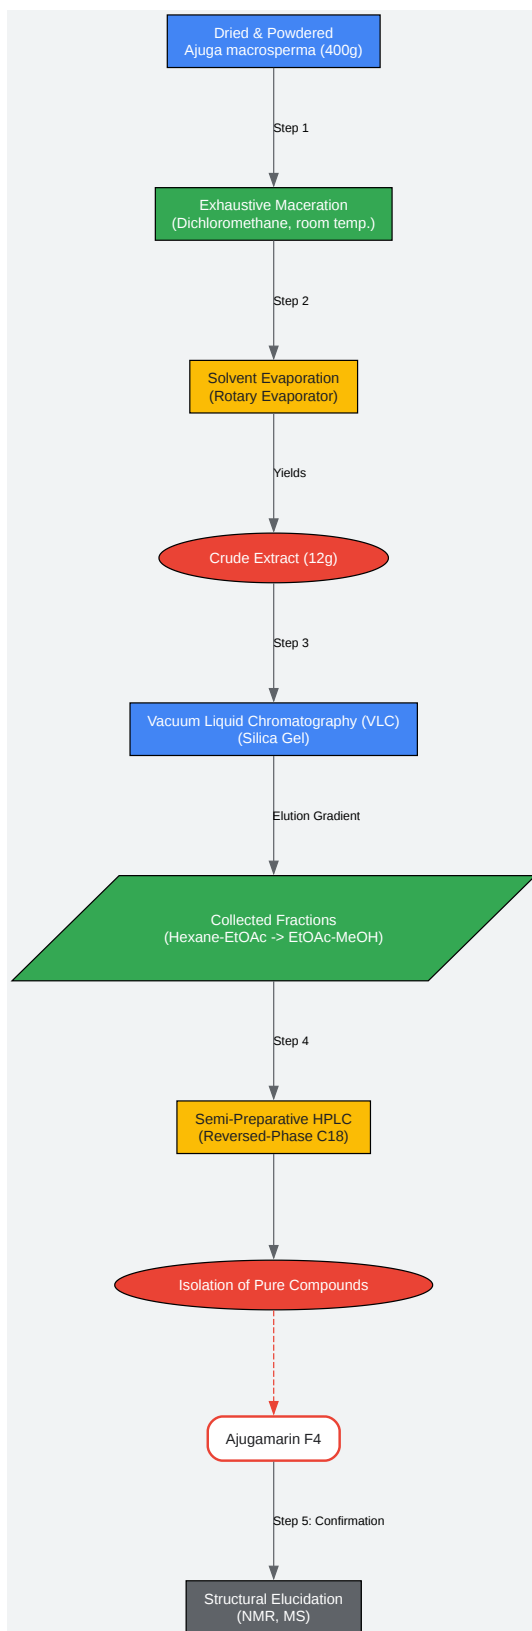 Dried & Powdered
Ajuga macrosperma (400g)
Step 1
Exhaustive Maceration
(Dichloromethane, room temp.)
Step 2
Solvent Evaporation
(Rotary Evaporator)
Yields
Crude Extract (12g)
Step 3
Vacuum Liquid Chromatography (VLC)
(Silica Gel)
Elution Gradient
Collected Fractions
(Hexane-EtOAc -> EtOAc-MeOH)
Step 4
Semi-Preparative HPLC
(Reversed-Phase C18)
Isolation of Pure Compounds
Ajugamarin F4
Step 5: Confirmation
Structural Elucidation
(NMR, MS)